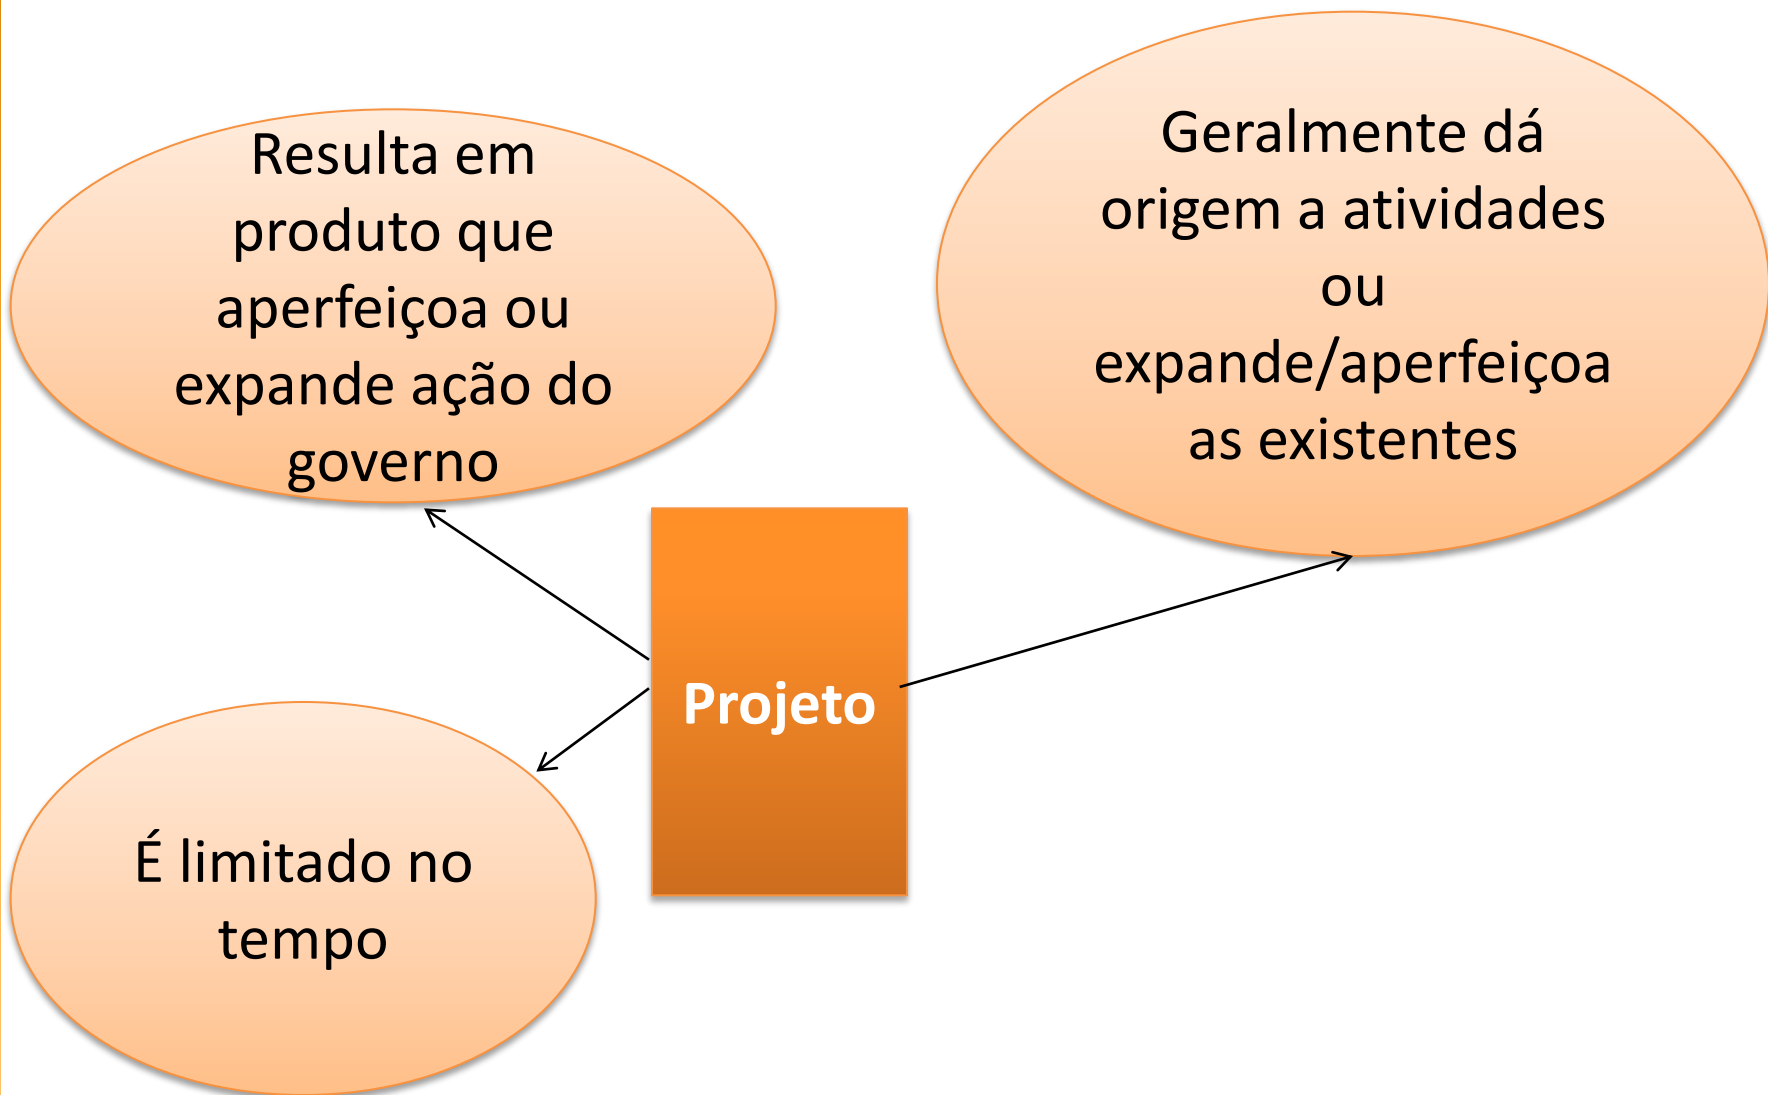 Resulta em
produto que
aperfeiçoa ou
expande ação do
governo
Geralmente dá
origem a atividades
ou
expande/aperfeiçoa
as existentes
Projeto
É limitado no
tempo